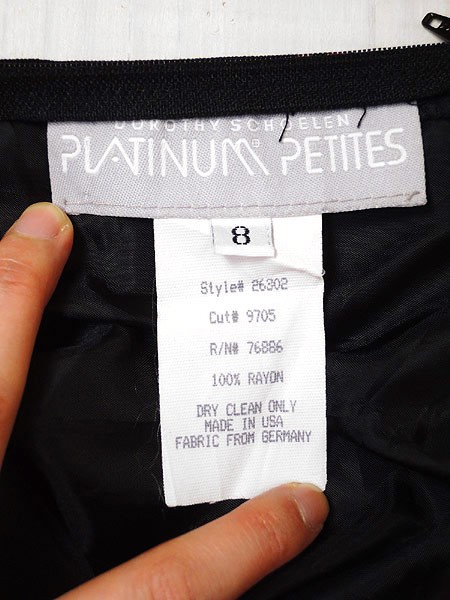 DOROTHY SCHOELEN
PLATINUM® PETITES
8
Style# 26302
Cut# 9705
R/N# 76886
100% RAYON
DRY CLEAN ONLY
MADE IN USA
FABRIC FROM GERMANY